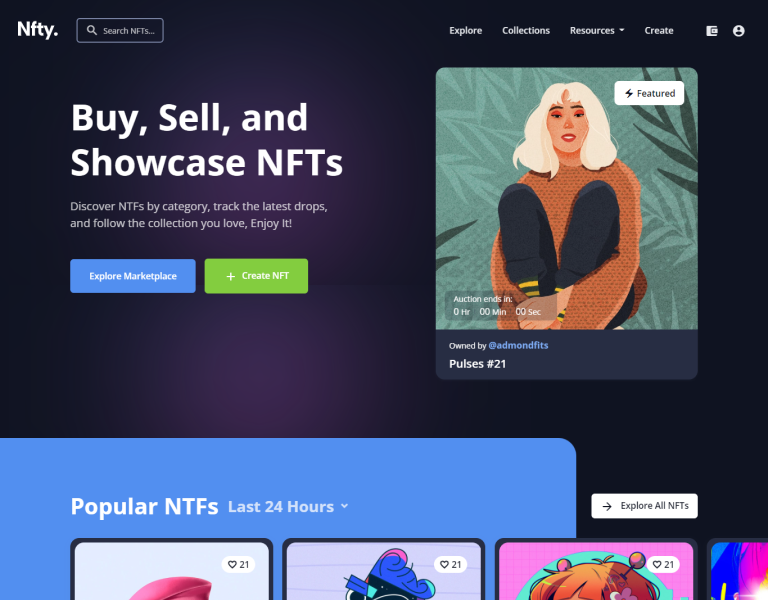 Nfty.
Search NFTs...
Explore
Collections
Resources
Create
Buy, Sell, and
Showcase NFTs
Discover NFTs by category, track the latest drops,
and follow the collection you love, Enjoy It!
Explore Marketplace
Create NFT
Featured
Auction ends in:
0 Hr 00 Min 00 Sec
Owned by @admondfits
Pulses #21
Popular NTFs
Last 24 Hours
Explore All NFTs
21
21
21